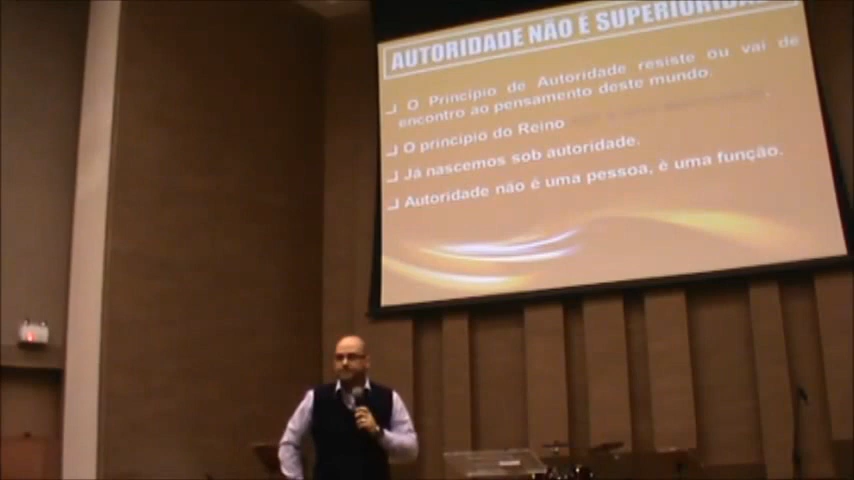 AUTORIDADE NÃO É
O Princípio de Autoridade resiste ou vai de
encontro ao pensamento deste mundo.
O princípio do Reino
Já nascemos sob autoridade.
Autoridade não é uma pessoa, é uma função.